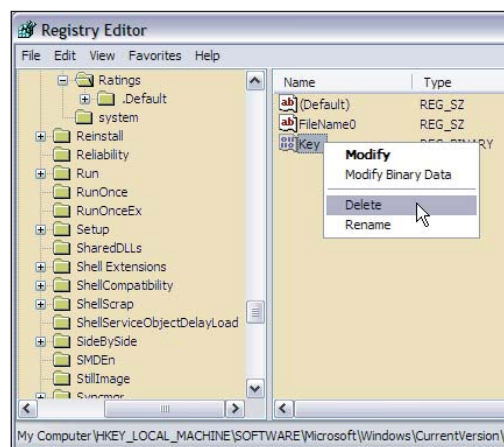 Registry Editor
File Edit View Favorites Help
Ratings
.Default
system
Reinstall
Reliability
Run
RunOnce
RunOnceEx
Setup
SharedDLLs
Shell Extensions
ShellCompatibility
ShellScrap
ShellServiceObjectDelayLoad
SideBySide
SMDEn
StillImage
Syncmgr
Name Type
(Default) REG_SZ
FileName0 REG_SZ
Key REG_BINARY
Modify
Modify Binary Data
Delete
Rename
My Computer\HKEY_LOCAL_MACHINE\SOFTWARE\Microsoft\Windows\CurrentVersion\